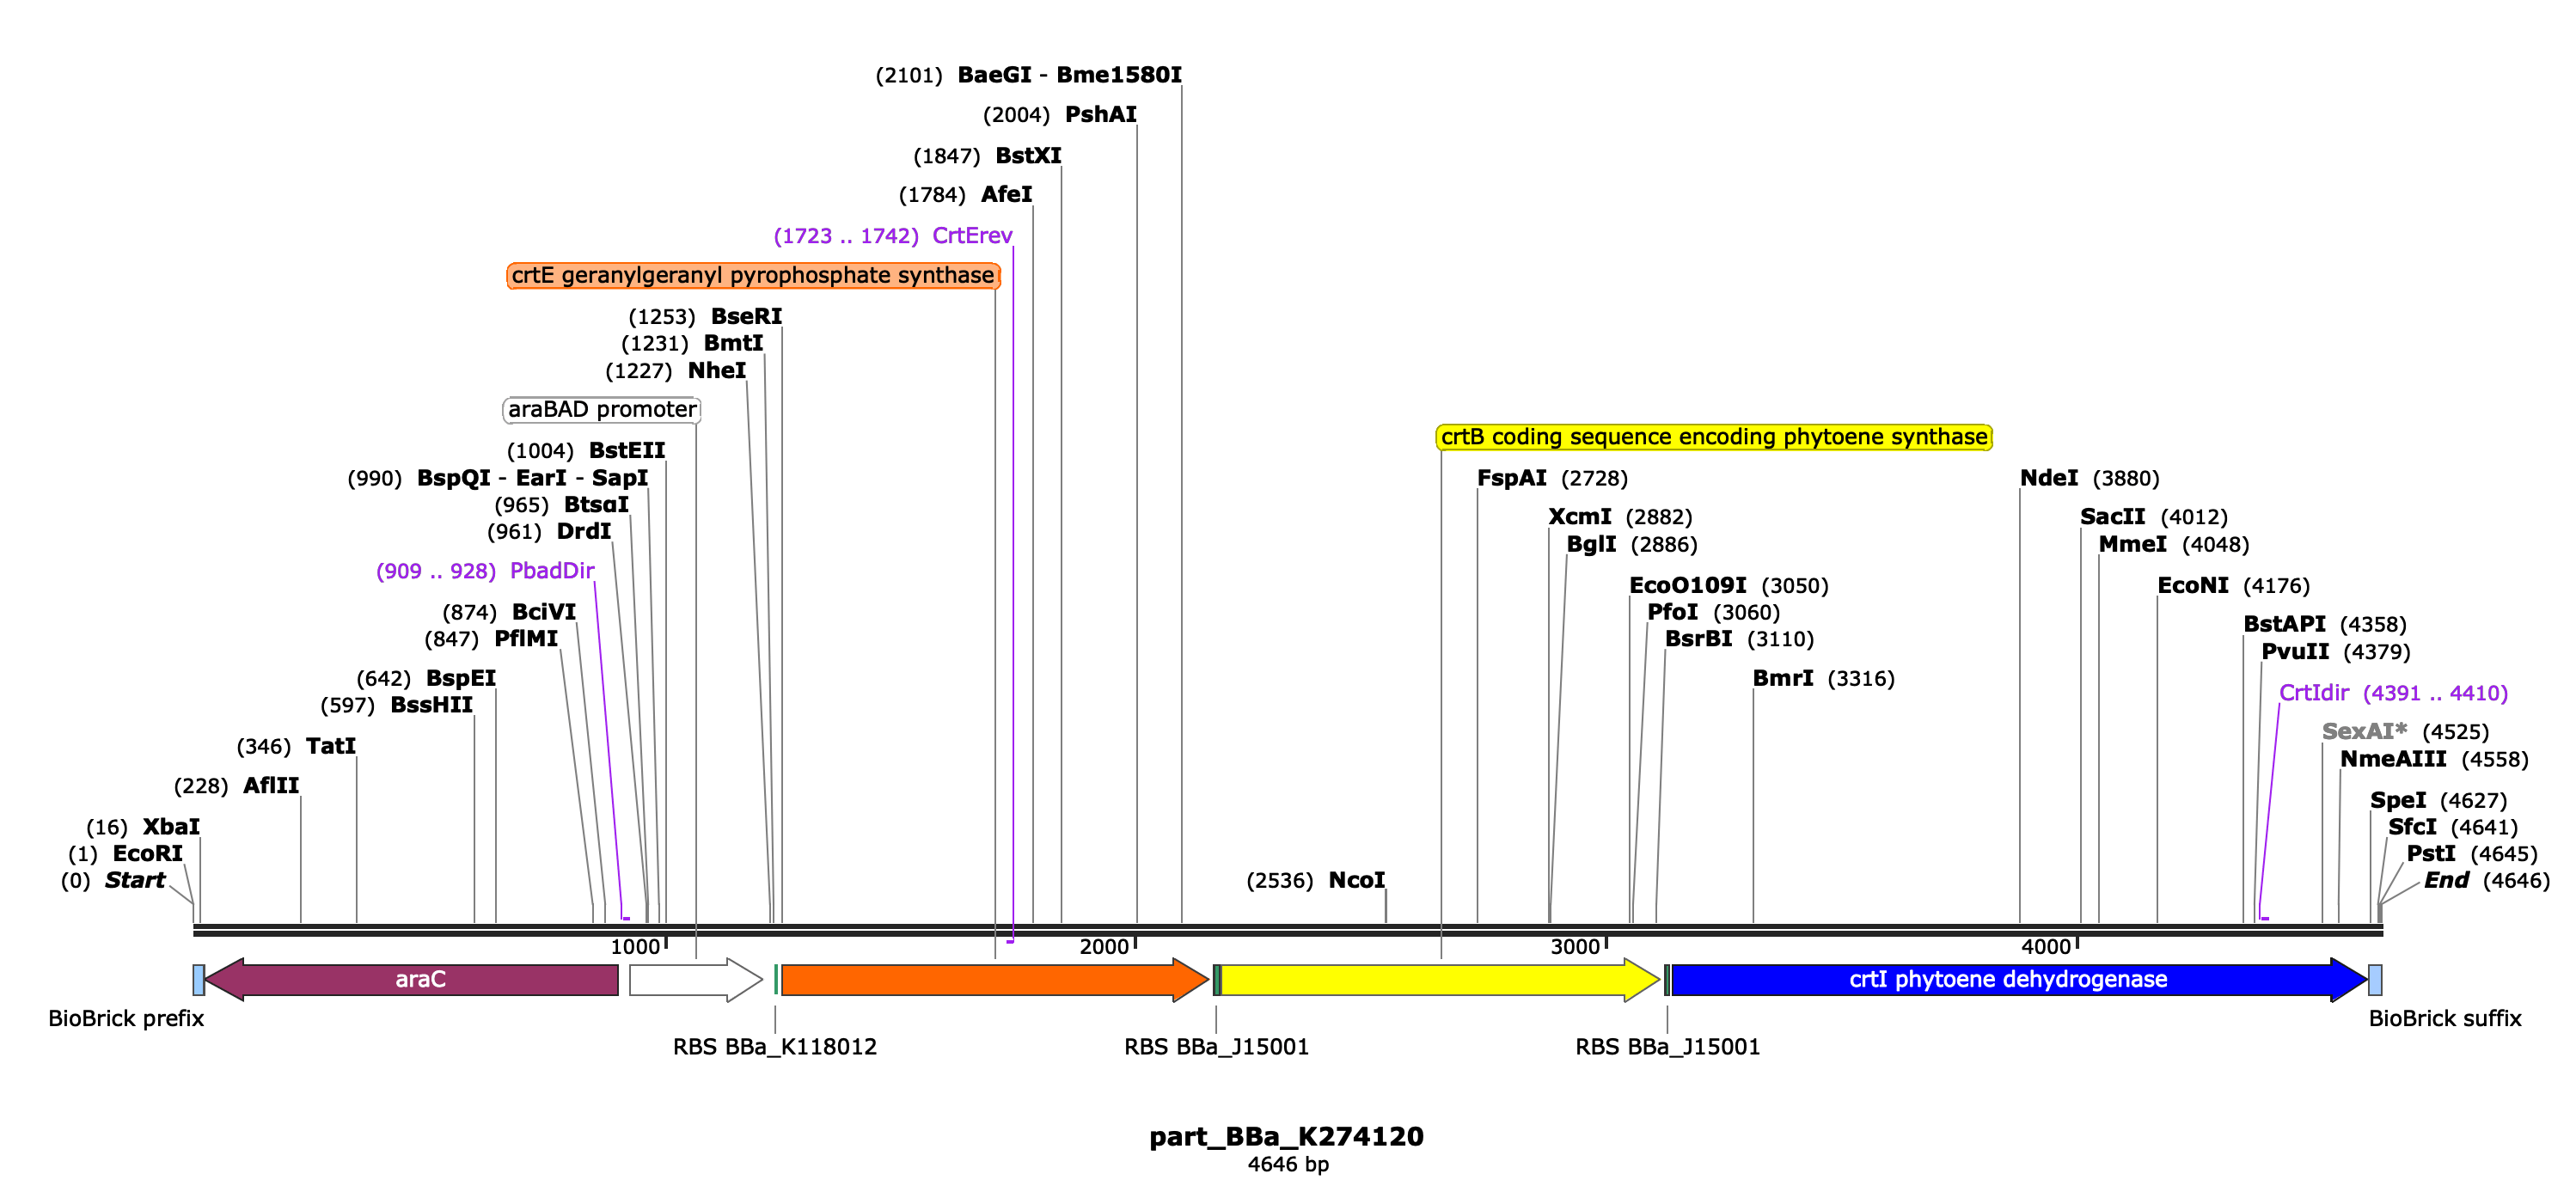 (2101) BaeGI - Bme1580I
(2004) PshAI
(1847) BstXI
(1784) AfeI
(1723 .. 1742) CrtErev
crtE geranylgeranyl pyrophosphate synthase
(1253) BseRI
(1231) BmtI
(1227) NheI
araBAD promoter
(1004) BstEII
(990) BspQI - EarI - SapI
(965) BtsαI
(961) DrdI
(909 .. 928) PbadDir
(874) BciVI
(847) PflMI
(642) BspEI
(597) BssHII
(346) TatI
(228) AflII
(16) XbaI
(1) EcoRI
(0) Start
crtB coding sequence encoding phytoene synthase
FspAI (2728)
XcmI (2882)
BglI (2886)
EcoO109I (3050)
PfoI (3060)
BsrBI (3110)
BmrI (3316)
(2536) NcoI
NdeI (3880)
SacII (4012)
MmeI (4048)
EcoNI (4176)
BstAPI (4358)
PvuII (4379)
CrtIdir (4391 .. 4410)
SexAI* (4525)
NmeAIII (4558)
SpeI (4627)
SfcI (4641)
PstI (4645)
End (4646)
1000 2000 3000 4000
araC
crtI phytoene dehydrogenase
BioBrick prefix
BioBrick suffix
RBS BBa_K118012
RBS BBa_J15001
RBS BBa_J15001
part_BBa_K274120
4646 bp